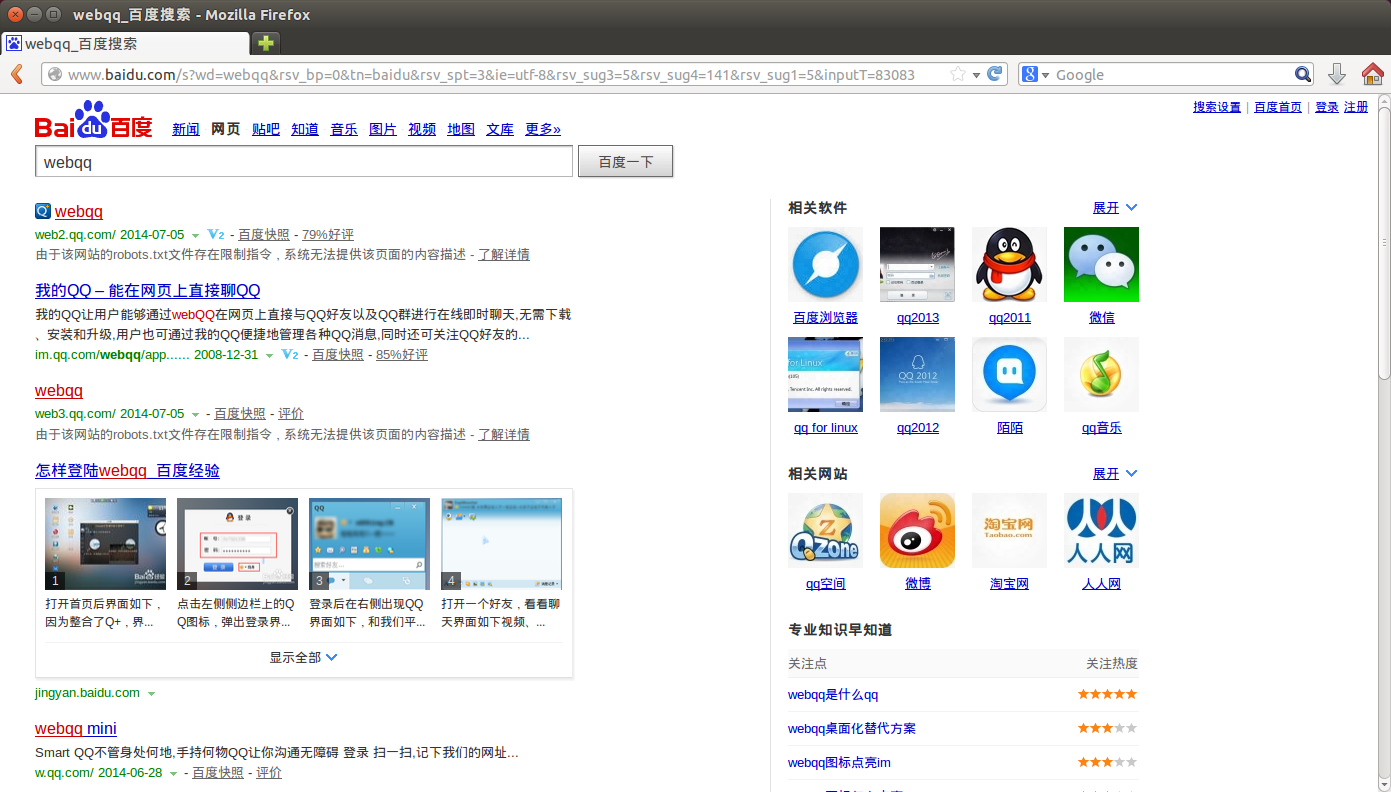 webqq_百度搜索 - Mozilla Firefox
webqq_百度搜索
www.baidu.com/s?wd=webqq&rsv_bp=0&tn=baidu&rsv_spt=3&ie=utf-8&rsv_sug3=5&rsv_sug4=141&rsv_sug1=5&inputT=83083
Google
搜索设置 | 百度首页 | 登录 注册
Bai du 百度
新闻 网页 贴吧 知道 音乐 图片 视频 地图 文库 更多»
webqq
百度一下
webqq
web2.qq.com/ 2014-07-05 V2 - 百度快照 - 79%好评
由于该网站的robots.txt文件存在限制指令，系统无法提供该页面的内容描述 - 了解详情
我的QQ – 能在网页上直接聊QQ
我的QQ让用户能够通过webQQ在网页上直接与QQ好友以及QQ群进行在线即时聊天,无需下载
、安装和升级,用户也可通过我的QQ便捷地管理各种QQ消息,同时还可关注QQ好友的...
im.qq.com/webqq/app...... 2008-12-31 V2 - 百度快照 - 85%好评
webqq
web3.qq.com/ 2014-07-05 - 百度快照 - 评价
由于该网站的robots.txt文件存在限制指令，系统无法提供该页面的内容描述 - 了解详情
怎样登陆webqq_百度经验
1
2
3
4
登录
QQ
打开首页后界面如下，
因为整合了Q+，界...
点击左侧侧边栏上的Q
Q图标，弹出登录界...
登录后在右侧出现QQ
界面如下，和我们平...
打开一个好友，看看聊
天界面如下视频、...
显示全部
jingyan.baidu.com
webqq mini
Smart QQ不管身处何地,手持何物QQ让你沟通无障碍 登录 扫一扫,记下我们的网址...
w.qq.com/ 2014-06-28 - 百度快照 - 评价
相关软件
展开
百度浏览器
qq2013
qq2011
微信
for Linux
Tencent Inc. All rights reserved.
QQ 2012
qq for linux
qq2012
陌陌
qq音乐
相关网站
展开
Qzone
淘宝网
Taobao.com
人人网
qq空间
微博
淘宝网
人人网
专业知识早知道
关注点
关注热度
webqq是什么qq
webqq桌面化替代方案
webqq图标点亮im